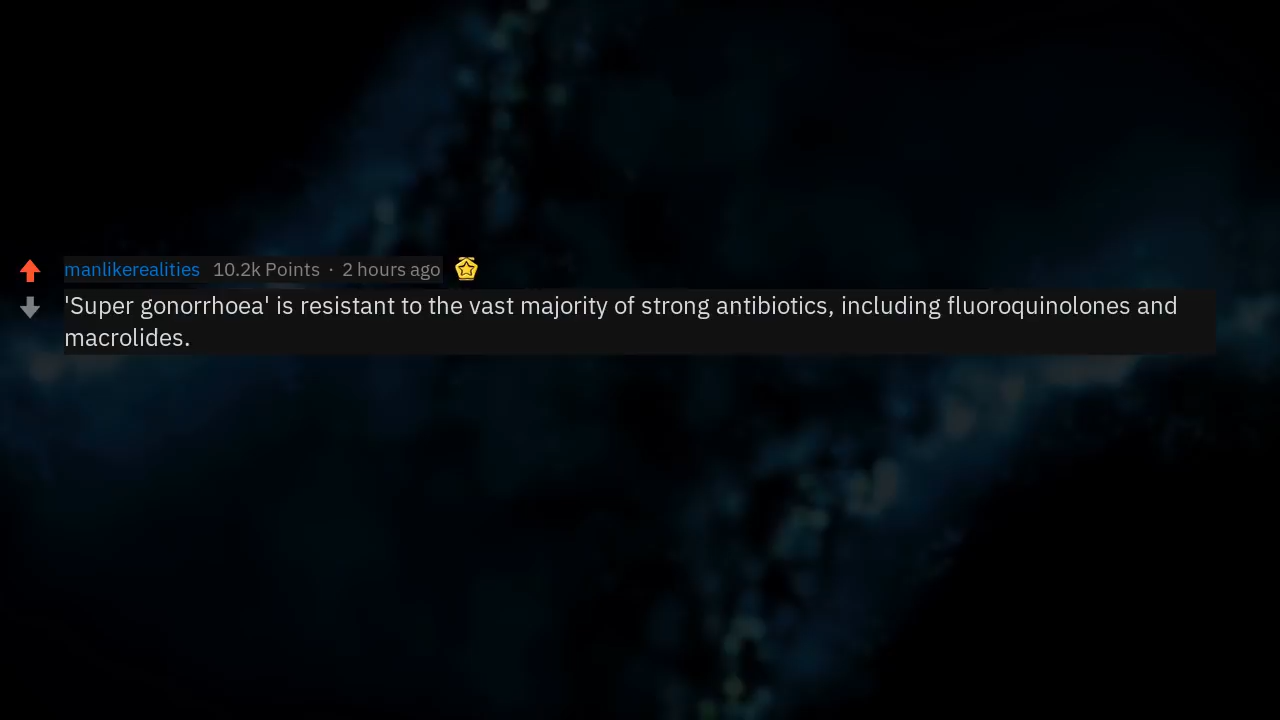 manlikerealities 10.2k Points · 2 hours ago
'Super gonorrhoea' is resistant to the vast majority of strong antibiotics, including fluoroquinolones and
macrolides.